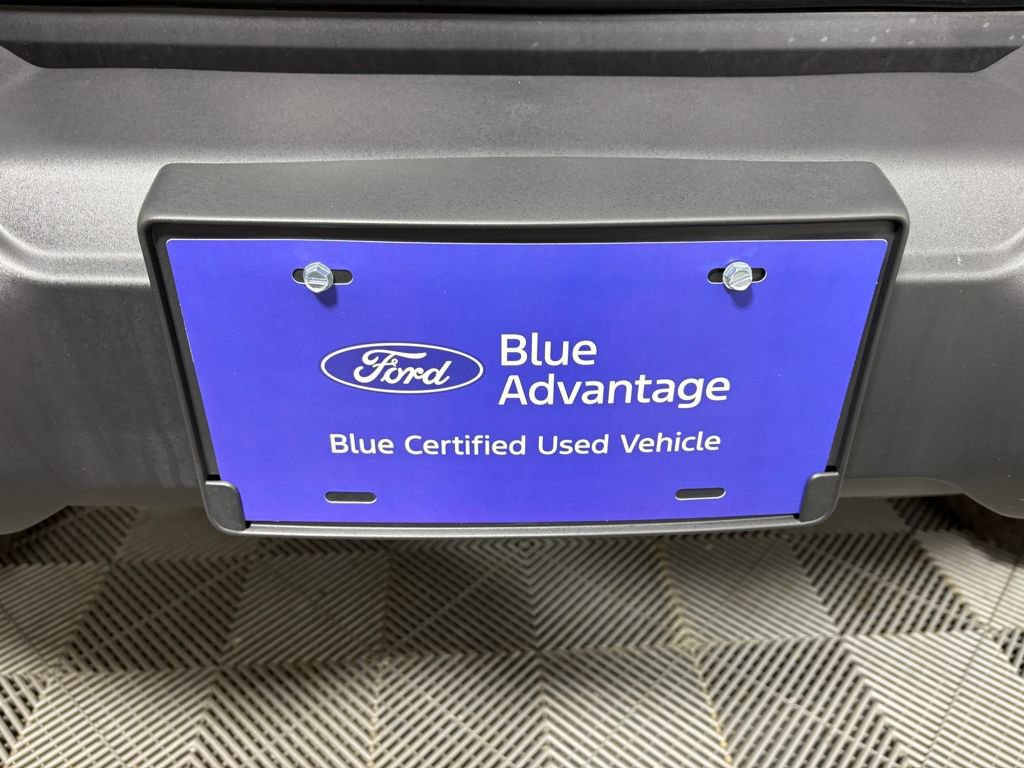 Ford
Blue
Advantage
Blue Certified Used Vehicle